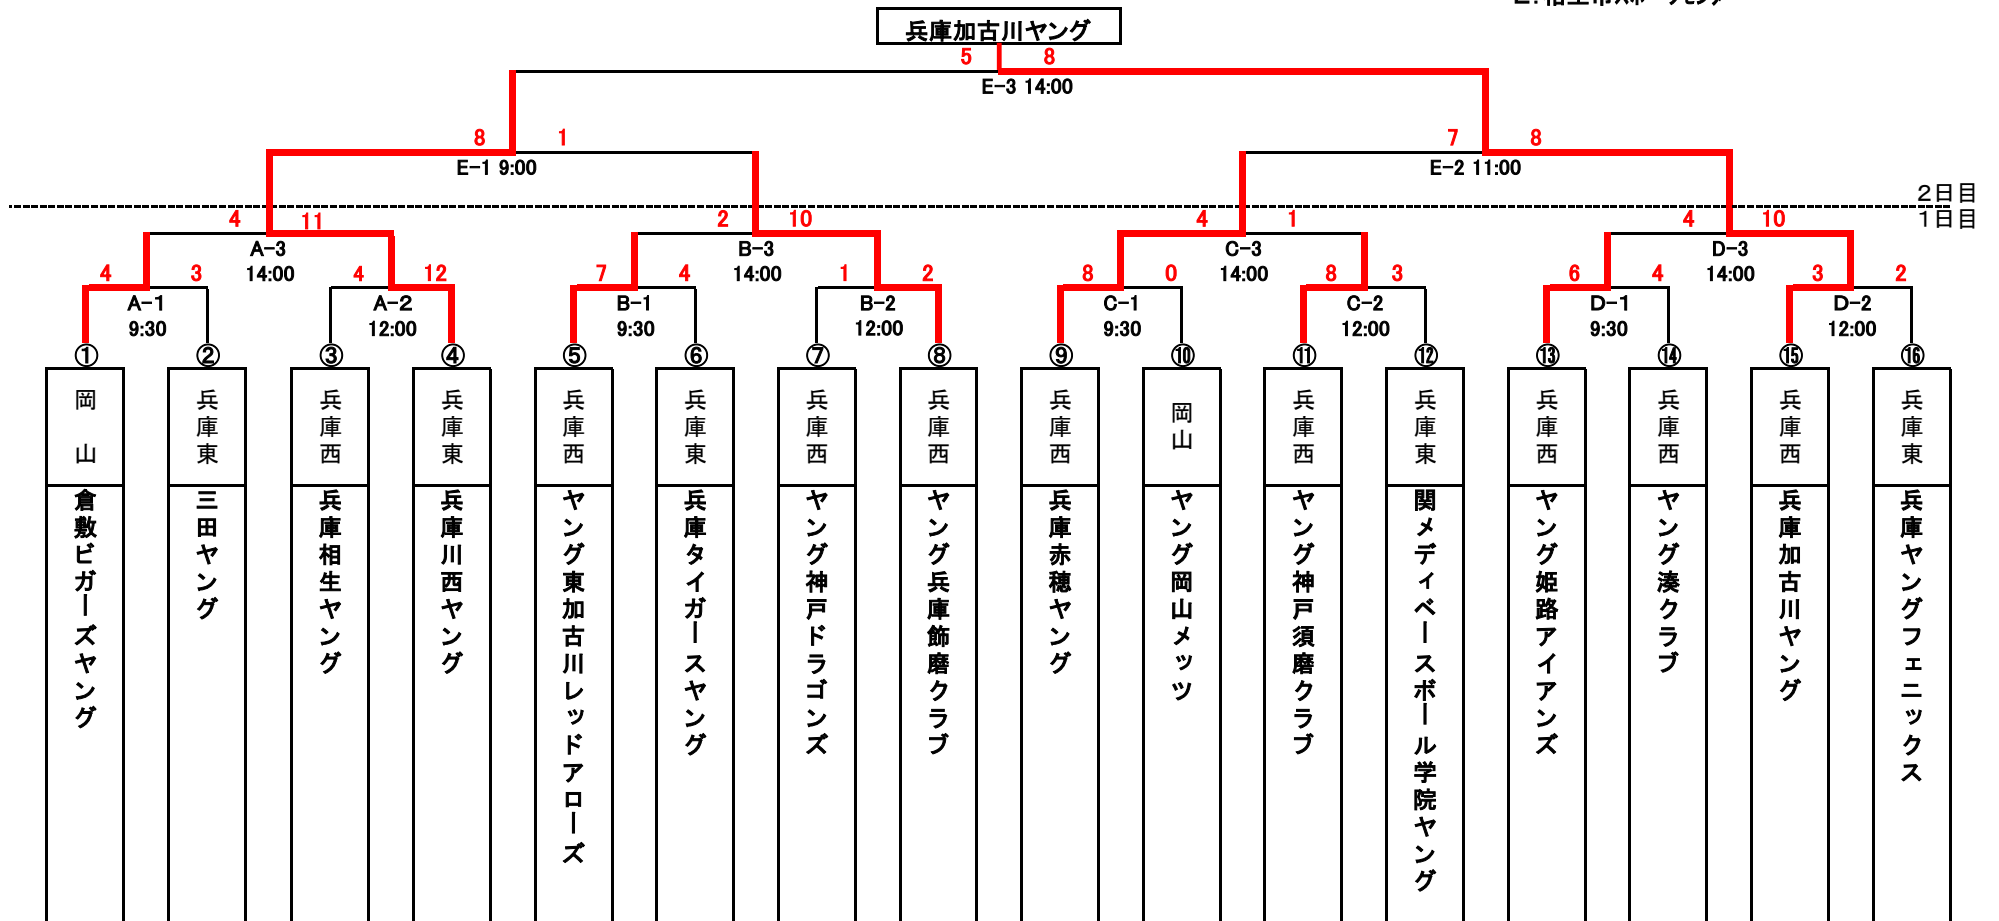 兵庫加古川ヤング
5 8
E-3 14:00
8 1 7 8
E-1 9:00 E-2 11:00
2日目
1日目
4 11 2 10 4 1 4 10
A-3 B-3 C-3 D-3
14:00 14:00 14:00 14:00
4 3 4 12 7 4 1 2 8 0 8 3 6 4 3 2
A-1 A-2 B-1 B-2 C-1 C-2 D-1 D-2
9:30 12:00 9:30 12:00 9:30 12:00 9:30 12:00
① ② ③ ④ ⑤ ⑥ ⑦ ⑧ ⑨ ⑩ ⑪ ⑫ ⑬ ⑭ ⑮ ⑯
岡山
倉敷ビガーズヤング
兵庫東
三田ヤング
兵庫西
兵庫相生ヤング
兵庫東
兵庫川西ヤング
兵庫西
ヤング東加古川レッドアローズ
兵庫東
兵庫タイガースヤング
兵庫西
ヤング神戸ドラゴンズ
兵庫西
ヤング兵庫飾磨クラブ
兵庫西
兵庫赤穂ヤング
岡山
ヤング岡山メッツ
兵庫西
ヤング神戸須磨クラブ
兵庫東
関メディベースボール学院ヤング
兵庫西
ヤング姫路アイアンズ
兵庫西
ヤング湊クラブ
兵庫西
兵庫加古川ヤング
兵庫東
兵庫ヤングフェニックス